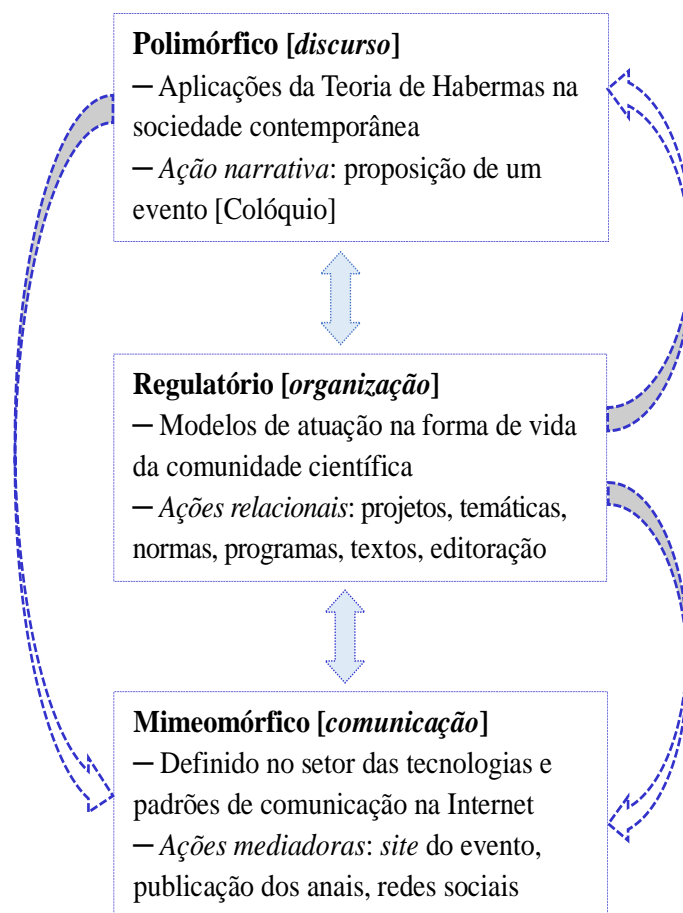 Polimórfico [discurso]
— Aplicações da Teoria de Habermas na
sociedade contemporânea
— Ação narrativa: proposição de um
evento [Colóquio]
Regulatório [organização]
— Modelos de atuação na forma de vida
da comunidade científica
— Ações relacionais: projetos, temáticas,
normas, programas, textos, editoração
Mimeomórfico [comunicação]
— Definido no setor das tecnologias e
padrões de comunicação na Internet
— Ações mediadoras: site do evento,
publicação dos anais, redes sociais